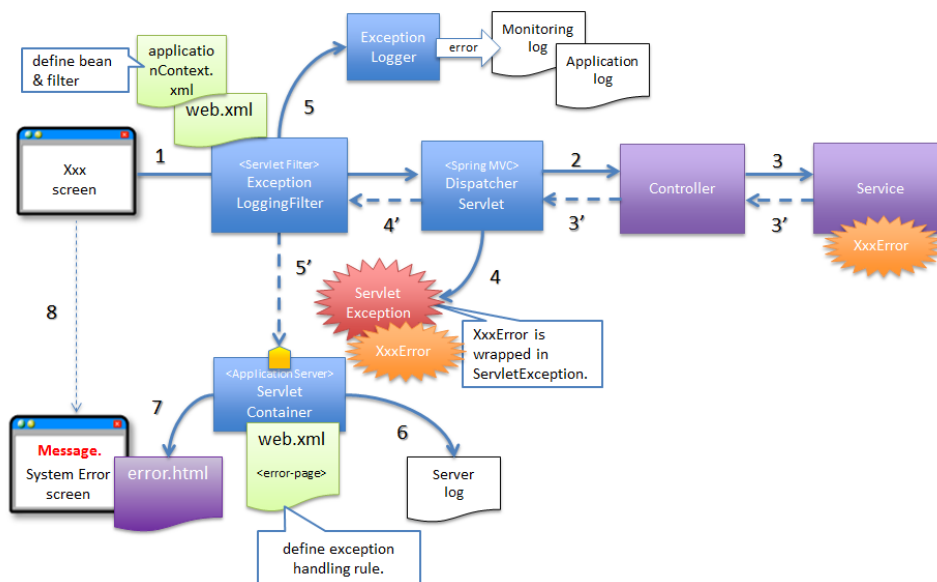 define bean
& filter
applicatio
nContext.
xml
web.xml
Exception
Logger
error
Monitoring
log
Application
log
5
Xxx
screen
1
<Servlet Filter>
Exception
LoggingFilter
<Spring MVC>
Dispatcher
Servlet
2
Controller
3
Service
XxxError
4’
3’
3’
5’
4
Servlet
Exception
XxxError
XxxError is
wrapped in
ServletException.
8
<ApplicationServer>
Servlet
Container
7
6
web.xml
<error-page>
Message.
System Error
screen
error.html
Server
log
define exception
handling rule.